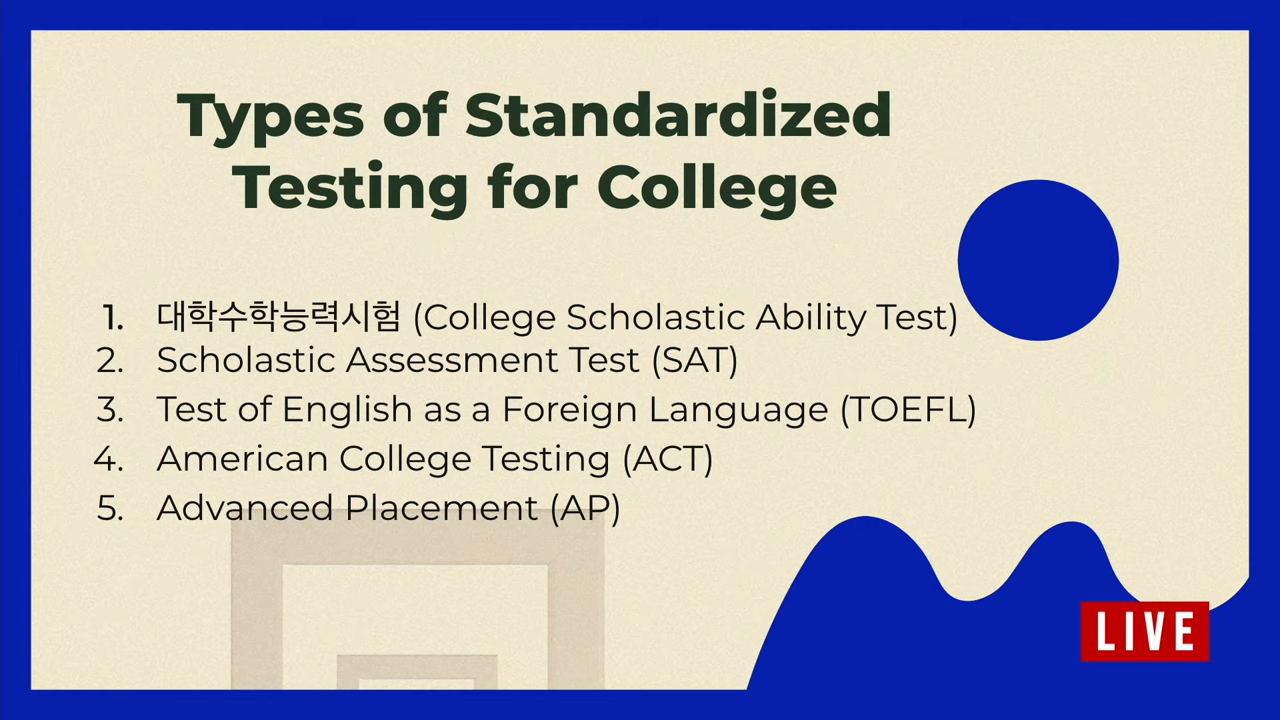 Types of Standardized
Testing for College
1. 대학수학능력시험 (College Scholastic Ability Test)
2. Scholastic Assessment Test (SAT)
3. Test of English as a Foreign Language (TOEFL)
4. American College Testing (ACT)
5. Advanced Placement (AP)
LIVE